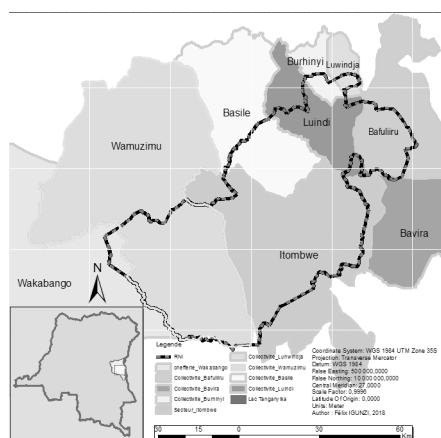 Burhinyi
Luwindja
Basile
Luindi
Bafuliiru
Wamuzimu
Itombwe
Bavira
Wakabango
N
Legende
RNI
chefferie_Wakabango
Collectivite_Bafuliru
Collectivite_Bavira
Collectivite_Burhinyi
Secteur_Itombwe
Collectivite_Luhwindja
Collectivite_Wamuzimu
Collectivite_Basile
Collectivite_Luindi
Lac Tanganyika
Coordinate System: WGS 1984 UTM Zone 35S
Projection: Transverse Mercator
Datum: WGS 1984
False Easting: 500 000,0000
False Northing: 10 000 000,0000
Central Meridian: 27,0000
Scale Factor: 0,9996
Latitude Of Origin: 0,0000
Units: Meter
Author : Félix IGUNZI, 2018
30 15 0 30 60
Km